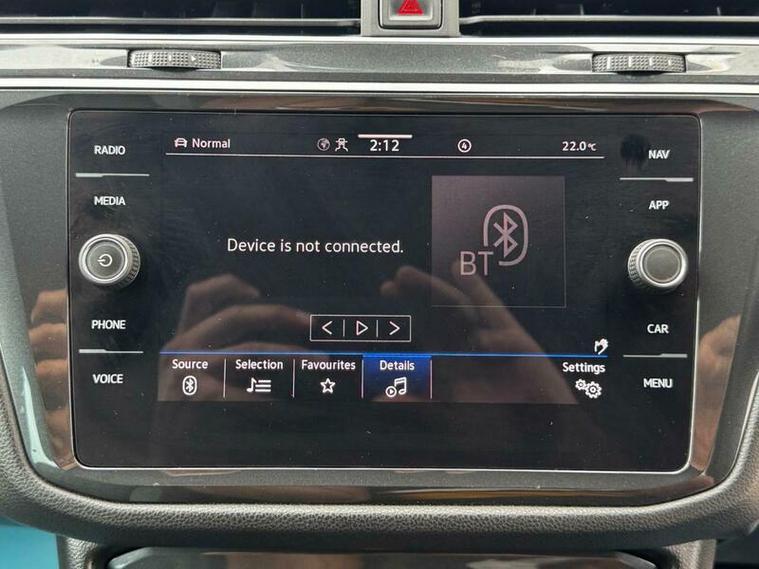 RADIO
MEDIA
PHONE
VOICE
Normal
2:12
4
22.0°C
Device is not connected.
BT
Source
Selection
Favourites
Details
Settings
NAV
APP
CAR
MENU